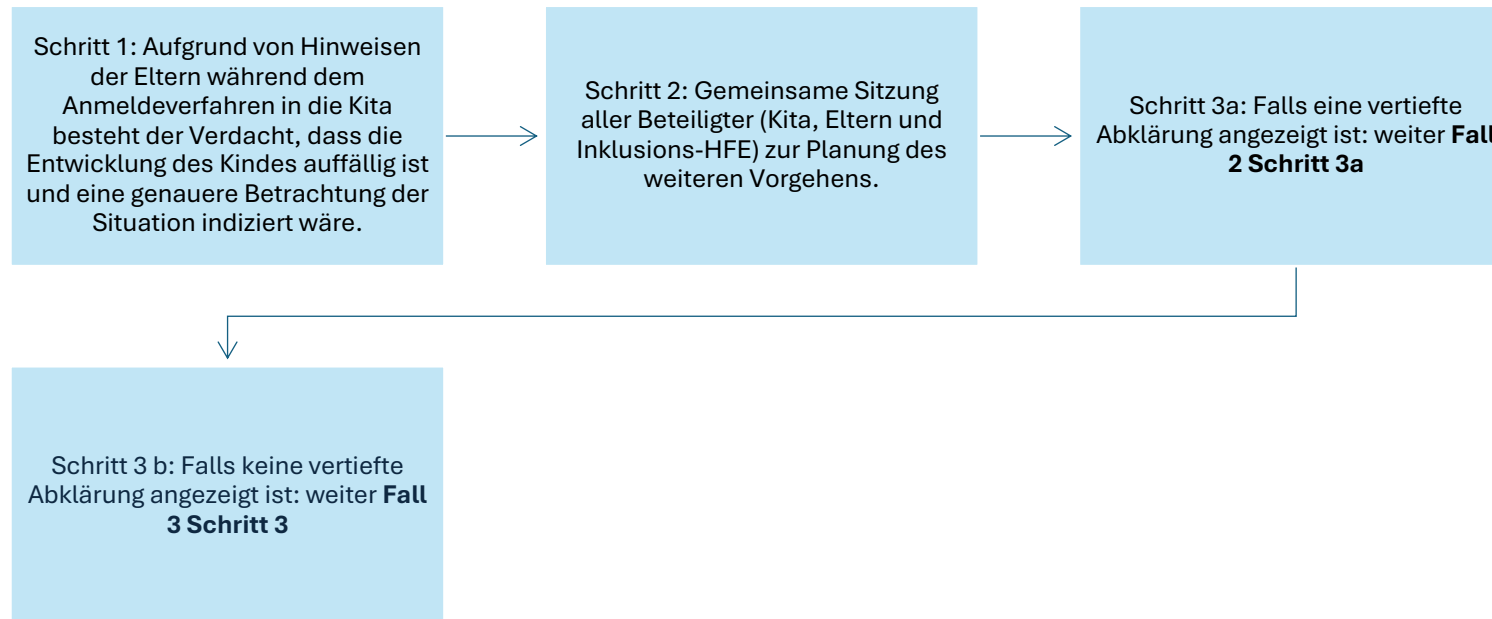 Schritt 1: Aufgrund von Hinweisen
der Eltern während dem
Anmeldeverfahren in die Kita
besteht der Verdacht, dass die
Entwicklung des Kindes auffällig ist
und eine genauere Betrachtung der
Situation indiziert wäre.
Schritt 2: Gemeinsame Sitzung
aller Beteiligter (Kita, Eltern und
Inklusions-HFE) zur Planung des
weiteren Vorgehens.
Schritt 3a: Falls eine vertiefte
Abklärung angezeigt ist: weiter Fall
2 Schritt 3a
Schritt 3 b: Falls keine vertiefte
Abklärung angezeigt ist: weiter Fall
3 Schritt 3